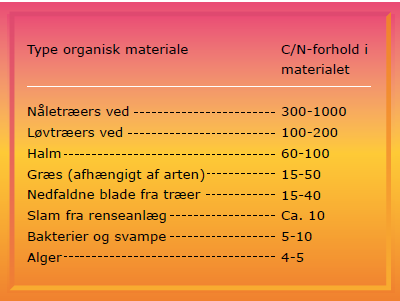 Type organisk materiale C/N-forhold i
materialet
Nåletræers ved 300-1000
Løvtræers ved 100-200
Halm 60-100
Græs (afhængigt af arten) 15-50
Nedfaldne blade fra træer 15-40
Slam fra renseanlæg Ca. 10
Bakterier og svampe 5-10
Alger 4-5